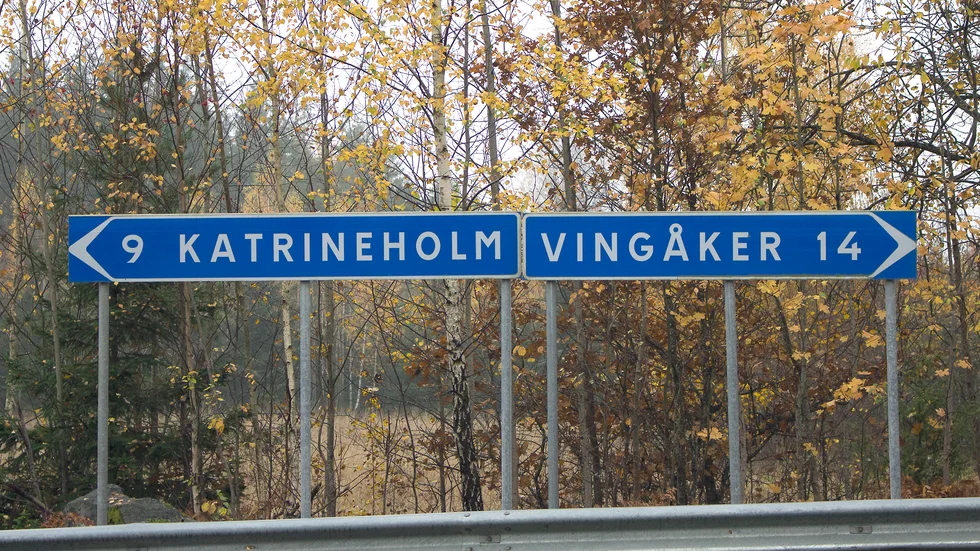 9 KATRINEHOLM
VINGÅKER 14